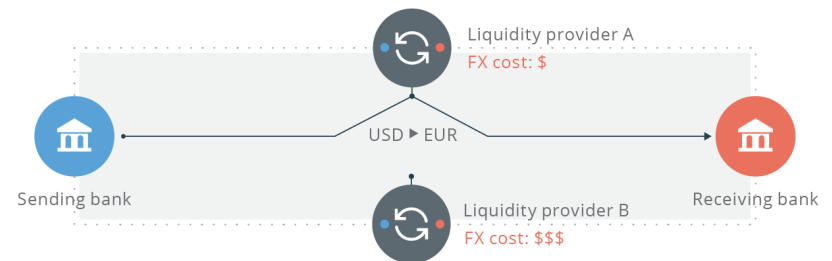 Liquidity provider A
FX cost: $
USD ▶ EUR
Sending bank
Receiving bank
Liquidity provider B
FX cost: $$$